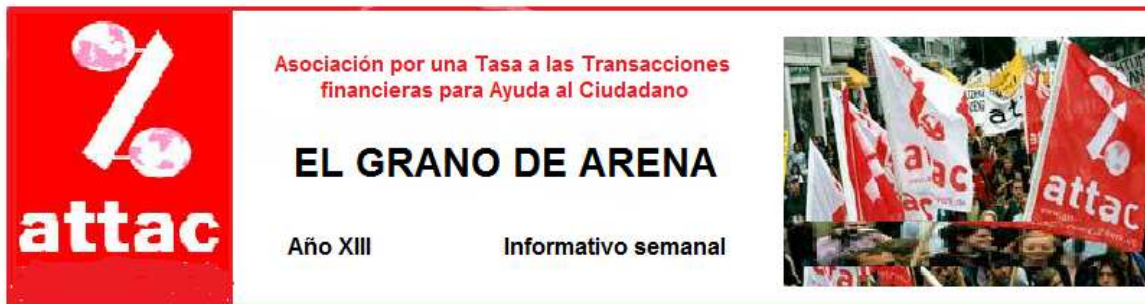 attac
Asociación por una Tasa a las Transacciones
financieras para Ayuda al Ciudadano
EL GRANO DE ARENA
Año XIII Informativo semanal
attac
attac